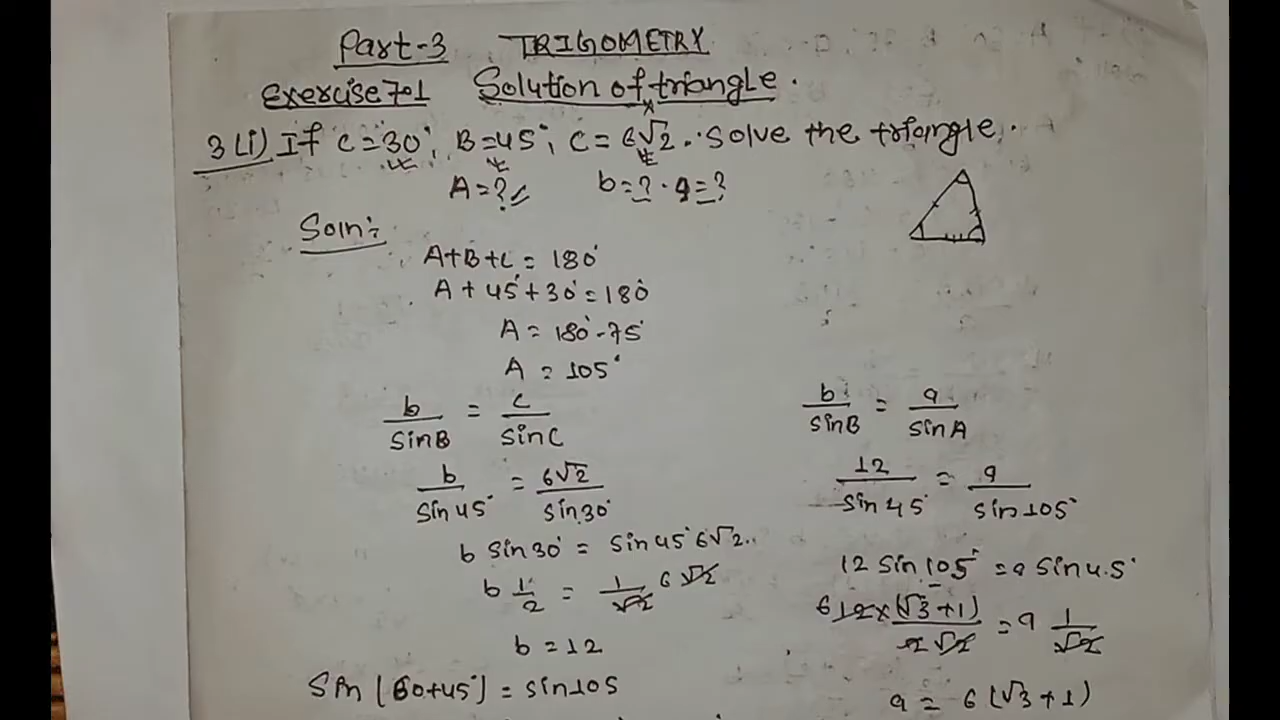 Part-3 TRIGOMETRY
Exercise 7.1 Solution of triangle.
3(i) If C=30°, B=45°, C=6√2. Solve the triangle.
A=? b=? . a=?
Soln:
A+B+C = 180°
A + 45°+30°=180°
A = 180°-75°
A = 105°
b/sinB = c/sinC
b/sin45° = 6√2/sin30°
b sin30° = sin45° 6√2..
b 1/2 = 1/√2 6√2
b = 12
Sin (60+45°) = sin105
b/sinB = a/sinA
12/sin45° = a/sin105°
12 sin105° = a sin45°
6 12×(√3+1)/2√2 = a 1/√2
a = 6(√3+1)